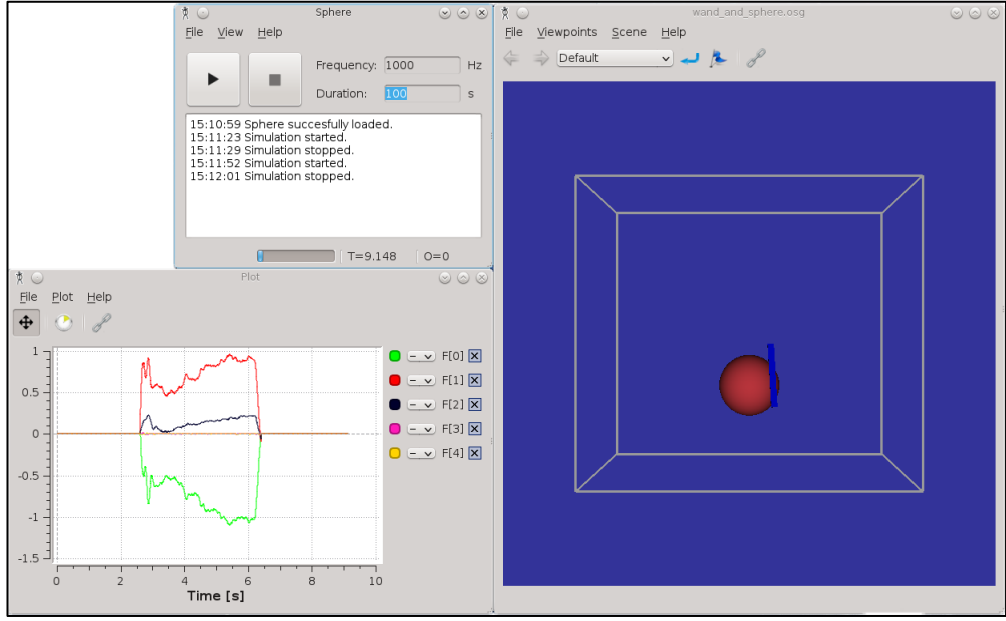 Sphere
File View Help
Frequency: 1000 Hz
Duration: 100 s
15:10:59 Sphere succesfully loaded.
15:11:23 Simulation started.
15:11:29 Simulation stopped.
15:11:52 Simulation started.
15:12:01 Simulation stopped.
T=9.148 O=0
wand_and_sphere.osg
File Viewpoints Scene Help
Default
Plot
File Plot Help
1
0.5
0
-0.5
-1
-1.5
0 2 4 6 8 10
Time [s]
F[0]
F[1]
F[2]
F[3]
F[4]